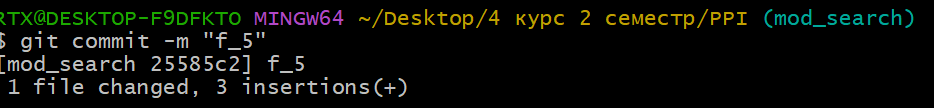 RTX@DESKTOP-F9DFKTO MINGW64 ~/Desktop/4 курс 2 семестр/PPI (mod_search)
$ git commit -m "f_5"
[mod_search 25585c2] f_5
1 file changed, 3 insertions(+)